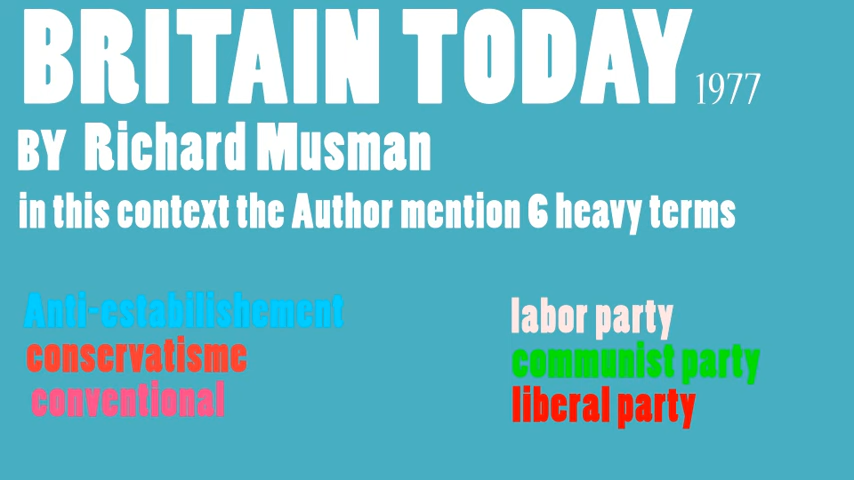 BRITAIN TODAY 1977
BY Richard Musman
in this context the Author mention 6 heavy terms
Anti-estabilishement
conservatisme
conventional
labor party
communist party
liberal party